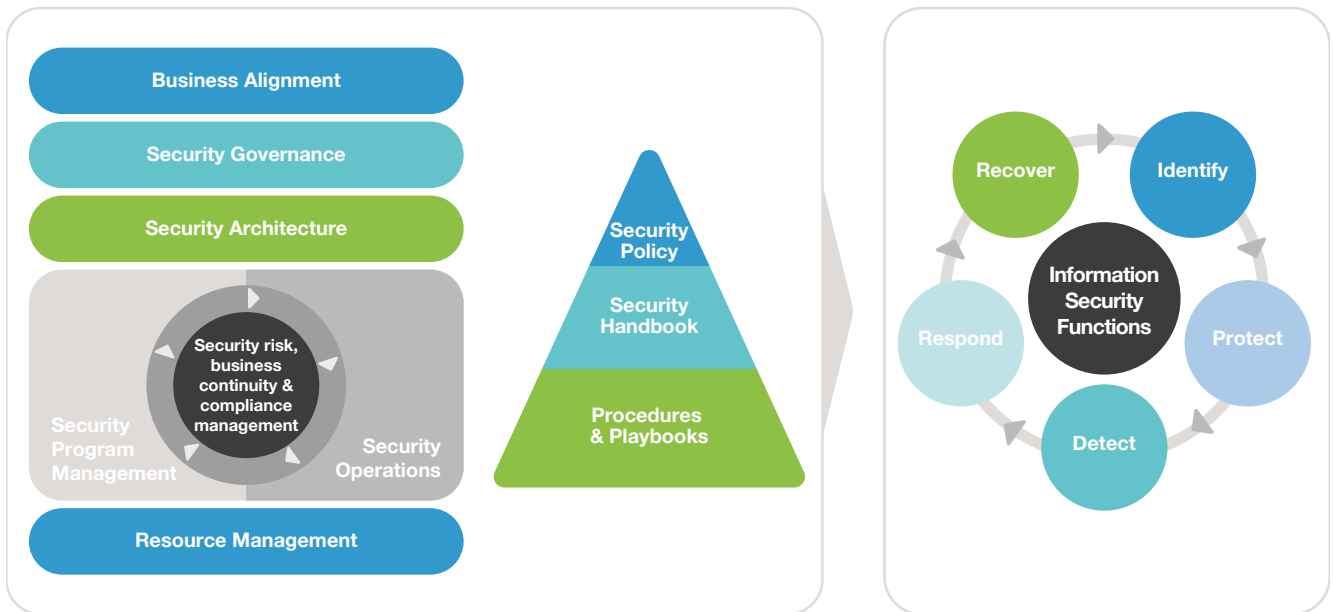 Business Alignment
Security Governance
Security Architecture
Security risk,
business
continuity &
compliance
management
Security
Program
Management
Security
Operations
Resource Management
Security
Policy
Security
Handbook
Procedures
& Playbooks
Recover
Identify
Information
Security
Functions
Respond
Protect
Detect